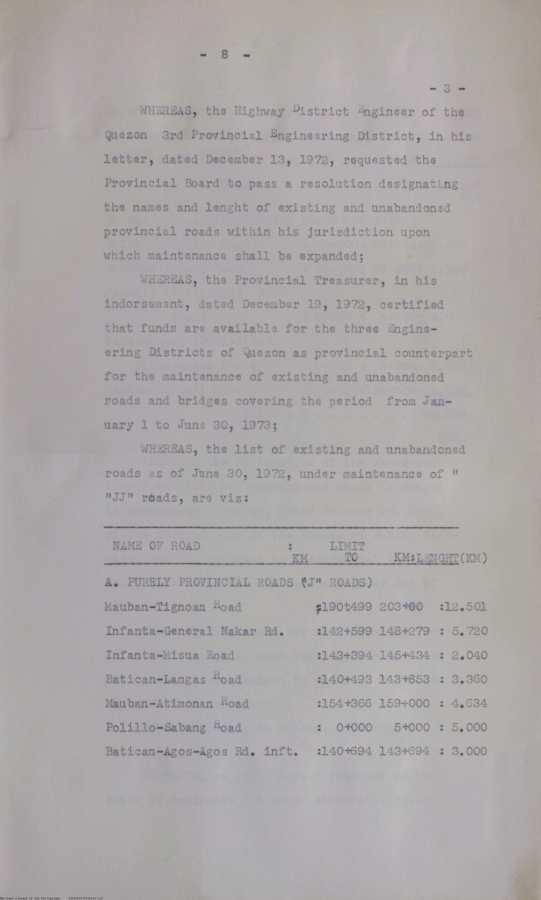 - 8 -
- 3 -
WHEREAS, the Highway District Engineer of the
Quezon 3rd Provincial Engineering District, in his
letter, dated December 13, 1972, requested the
Provincial Board to pass a resolution designating
the names and lenght of existing and unabandoned
provincial roads within his jurisdiction upon
which maintenance shall be expanded;
WHEREAS, the Provincial Treasurer, in his
indorsement, dated December 19, 1972, certified
that funds are available for the three Engine-
ering Districts of Quezon as provincial counterpart
for the maintenance of existing and unabandoned
roads and bridges covering the period from Jan-
uary 1 to June 30, 1973;
WHEREAS, the list of existing and unabandoned
roads as of June 30, 1972, under maintenance of "
"JJ" roads, are viz:
NAME OF ROAD : LIMIT
KM TO KM:LENGHT(KM)
A. PURELY PROVINCIAL ROADS ("J" ROADS)
Mauban-Tignoan Road :190+499 203+00 :12.501
Infanta-General Nakar Rd. :142+599 148+279 : 5.720
Infanta-Misua Road :143+394 145+434 : 2.040
Batican-Langas Road :140+493 143+853 : 3.360
Mauban-Atimonan Road :154+366 159+000 : 4.634
Polillo-Sabang Road : 0+000 5+000 : 5.000
Batican-Agos-Agos Rd. inft. :140+694 143+694 : 3.000